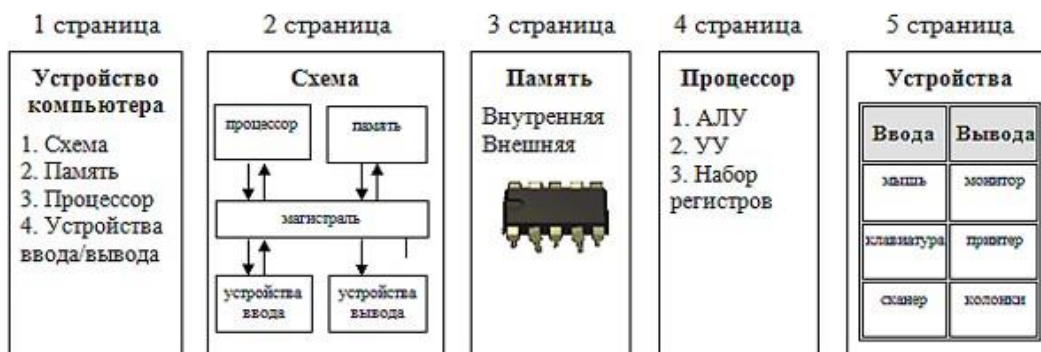 1 страница
2 страница
3 страница
4 страница
5 страница
Устройство
компьютера
1. Схема
2. Память
3. Процессор
4. Устройства
ввода/вывода
Схема
процессор
память
магистраль
устройства
ввода
устройства
вывода
Память
Внутренняя
Внешняя
Процессор
1. АЛУ
2. УУ
3. Набор
регистров
Устройства
Ввода Вывода
мышь монитор
клавиатура принтер
сканер колонки